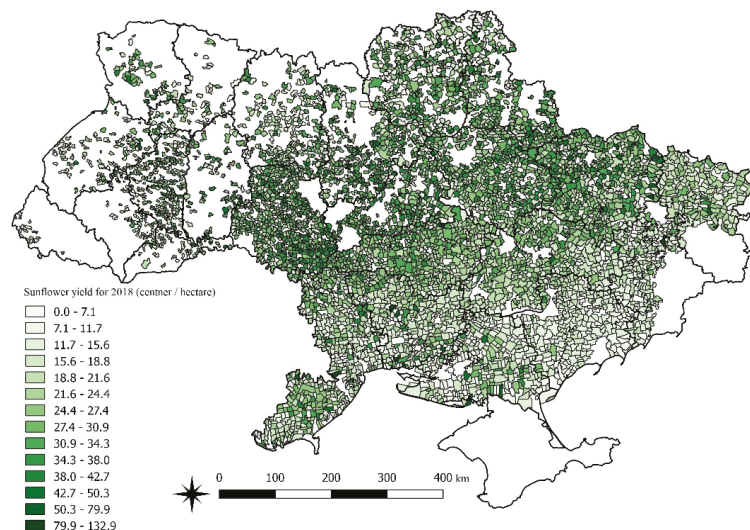 Sunflower yield for 2018 (centner / hectare)
0.0 - 7.1
7.1 - 11.7
11.7 - 15.6
15.6 - 18.8
18.8 - 21.6
21.6 - 24.4
24.4 - 27.4
27.4 - 30.9
30.9 - 34.3
34.3 - 38.0
38.0 - 42.7
42.7 - 50.3
50.3 - 79.9
79.9 - 132.9
0 100 200 300 400 km